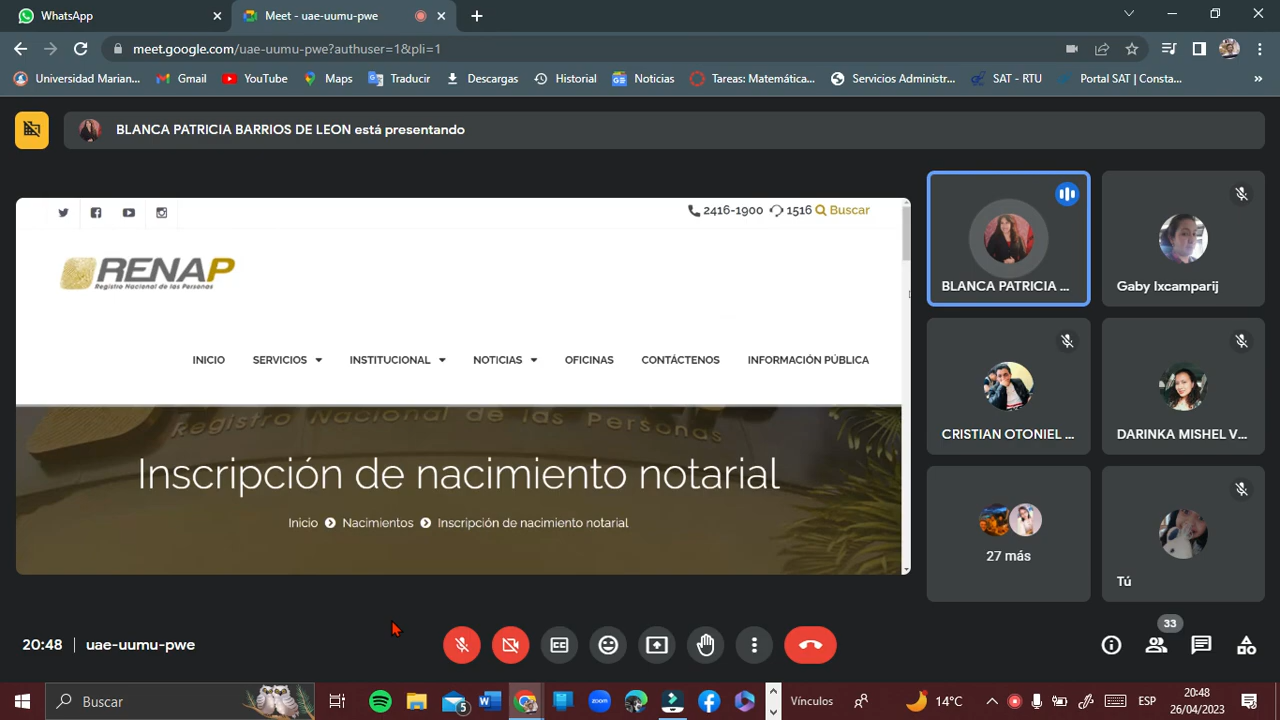 WhatsApp
Meet - uae-uumu-pwe
meet.google.com/uae-uumu-pwe?authuser=1&pli=1
Universidad Marian...
Gmail
YouTube
Maps
Traducir
Descargas
Historial
Noticias
Tareas: Matemátic...
Servicios Administr...
SAT - RTU
Portal SAT | Consta...
»
BLANCA PATRICIA BARRIOS DE LEON está presentando
2416-1900 1516 Buscar
RENAP
Registro Nacional de las Personas
INICIO SERVICIOS INSTITUCIONAL NOTICIAS OFICINAS CONTÁCTENOS INFORMACIÓN PÚBLICA
Registro Nacional de las Personas
Inscripción de nacimiento notarial
Inicio Nacimientos Inscripción de nacimiento notarial
BLANCA PATRICIA ...
Gaby Ixcamparij
CRISTIAN OTONIEL ...
DARINKA MISHEL V...
27 más
Tú
20:48 | uae-uumu-pwe
33
Buscar
5
zoom
Vínculos
14°C
ESP
20:48
26/04/2023